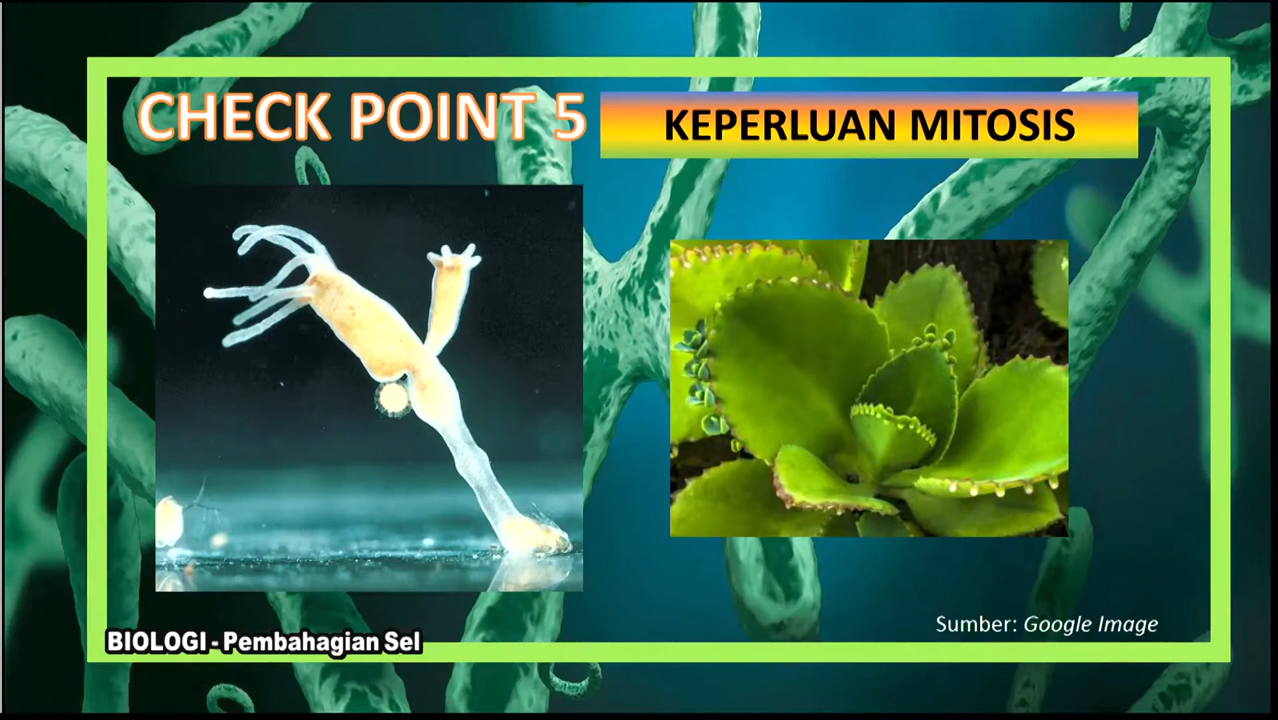 CHECK POINT 5
KEPERLUAN MITOSIS
Sumber: Google Image
BIOLOGI - Pembahagian Sel